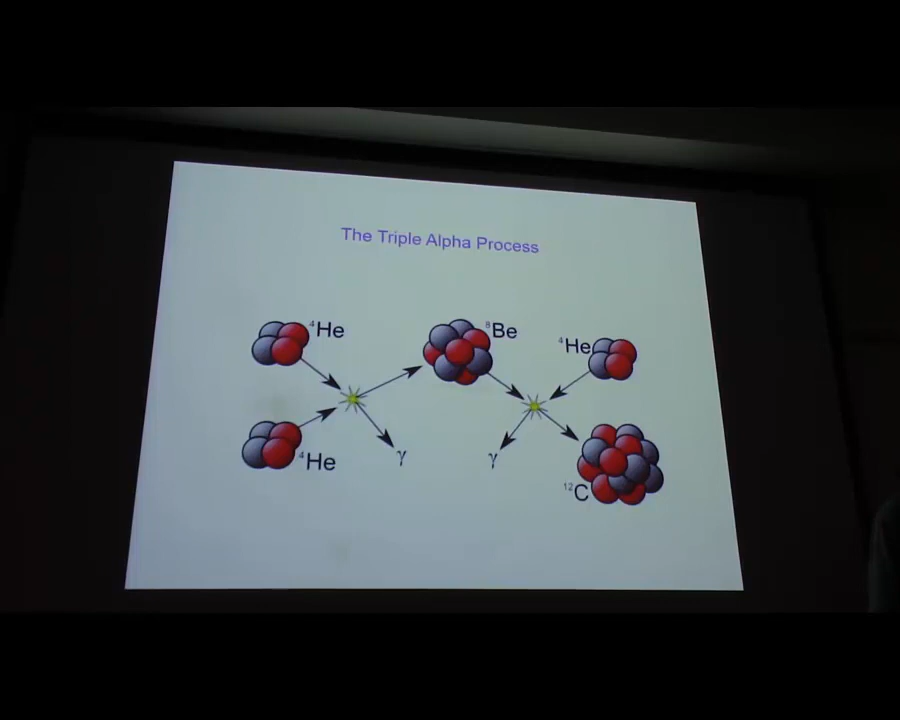 The Triple Alpha Process
⁴He
⁸Be
⁴He
γ
γ
⁴He
¹²C